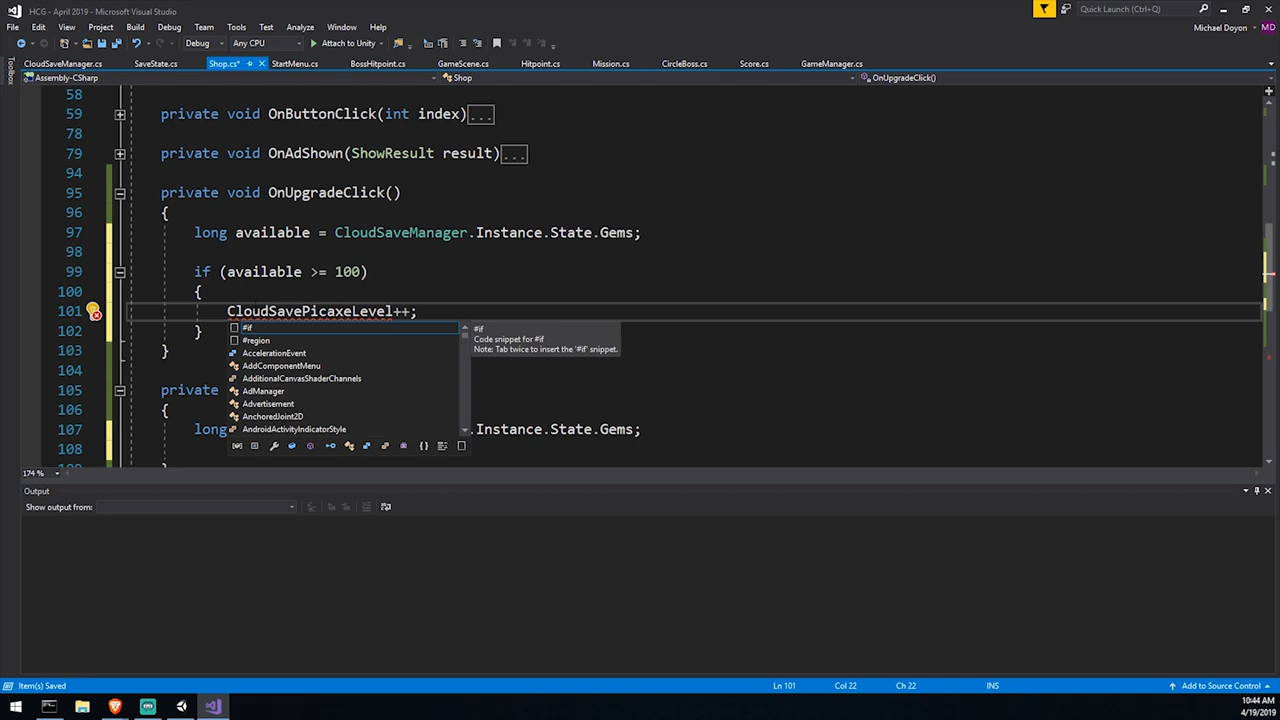 HCG - April 2019 - Microsoft Visual Studio
Quick Launch (Ctrl+Q)
File Edit View Project Build Debug Team Tools Test Analyze Window Help
Michael Doyon MD
Debug Any CPU Attach to Unity
Toolbox
CloudSaveManager.cs SaveState.cs Shop.cs* StartMenu.cs BossHitpoint.cs GameScene.cs Hitpoint.cs Mission.cs CircleBoss.cs Score.cs GameManager.cs
Assembly-CSharp Shop OnUpgradeClick()
58
59 private void OnButtonClick(int index)...
78
79 private void OnAdShown(ShowResult result)...
94
95 private void OnUpgradeClick()
96 {
97 long available = CloudSaveManager.Instance.State.Gems;
98
99 if (available >= 100)
100 {
101 CloudSavePicaxeLevel++;
102 }
103 }
104
105 private
106 {
107 long .Instance.State.Gems;
108
#if
#region
AccelerationEvent
AddComponentMenu
AdditionalCanvasShaderChannels
AdManager
Advertisement
AnchoredJoint2D
AndroidActivityIndicatorStyle
#if
Code snippet for #if
Note: Tab twice to insert the '#if' snippet.
174 %
Output
Show output from:
Item(s) Saved Ln 101 Col 22 Ch 22 INS Add to Source Control
10:44 AM
4/19/2019